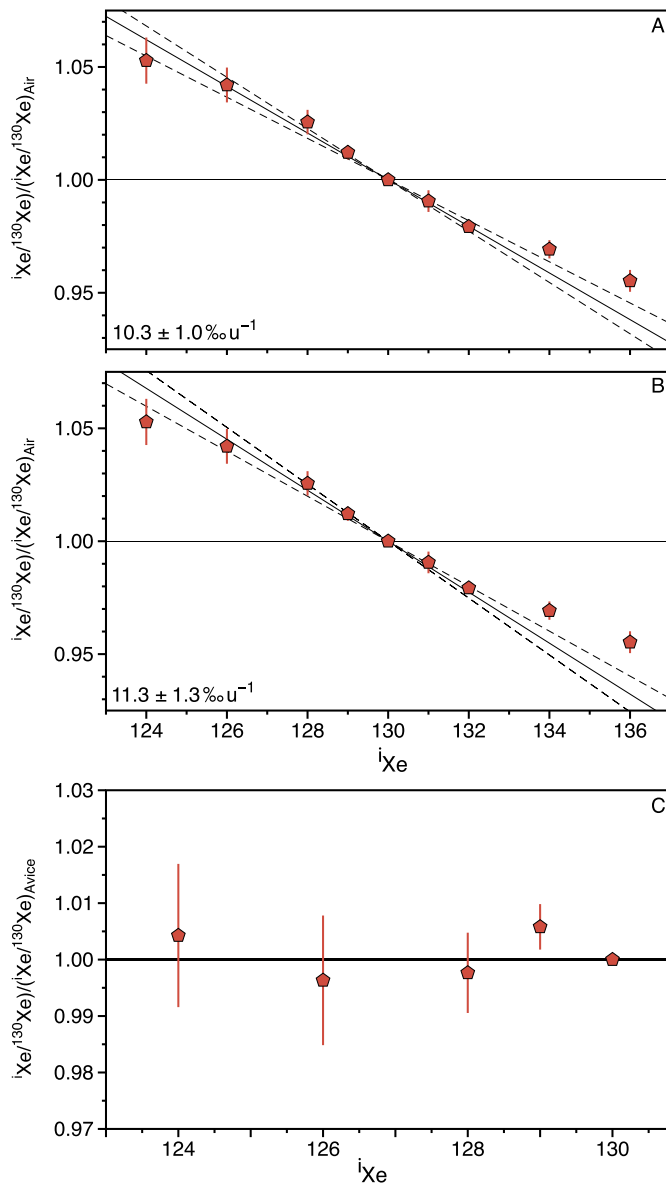 A
ⁱXe/¹³⁰Xe)/(ⁱXe/¹³⁰Xe)Air
1.05
1.00
0.95
10.3 ± 1.0‰u⁻¹
B
ⁱXe/¹³⁰Xe)/(ⁱXe/¹³⁰Xe)Air
1.05
1.00
0.95
11.3 ± 1.3‰u⁻¹
124 126 128 130 132 134 136
ⁱXe
C
ⁱXe/¹³⁰Xe)/(ⁱXe/¹³⁰Xe)Avice
1.03
1.02
1.01
1.00
0.99
0.98
0.97
124 126 128 130
ⁱXe